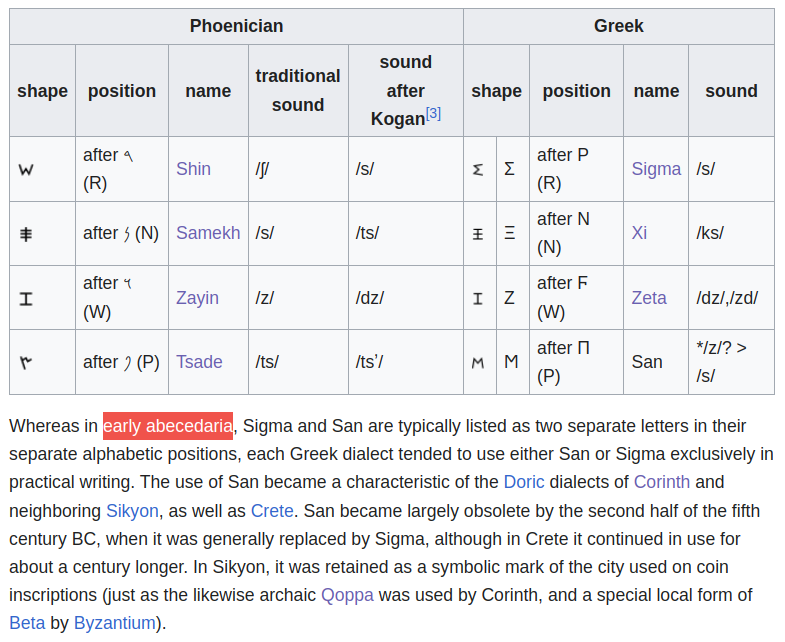 Phoenician Greek
shape position name traditional sound sound after Kogan[3] shape position name sound
𐤔 after 𐤓 (R) Shin /ʃ/ /s/ Σ Σ after Ρ (R) Sigma /s/
𐤎 after 𐤍 (N) Samekh /s/ /ts/ Ξ Ξ after Ν (N) Xi /ks/
𐤆 after 𐤅 (W) Zayin /z/ /dz/ Ζ Ζ after Ϝ (W) Zeta /dz/,/zd/
𐤑 after 𐤐 (P) Tsade /ts/ /ts’/ Ϻ Ϻ after Π (P) San */z/? > /s/
Whereas in early abecedaria, Sigma and San are typically listed as two separate letters in their
separate alphabetic positions, each Greek dialect tended to use either San or Sigma exclusively in
practical writing. The use of San became a characteristic of the Doric dialects of Corinth and
neighboring Sikyon, as well as Crete. San became largely obsolete by the second half of the fifth
century BC, when it was generally replaced by Sigma, although in Crete it continued in use for
about a century longer. In Sikyon, it was retained as a symbolic mark of the city used on coin
inscriptions (just as the likewise archaic Qoppa was used by Corinth, and a special local form of
Beta by Byzantium).